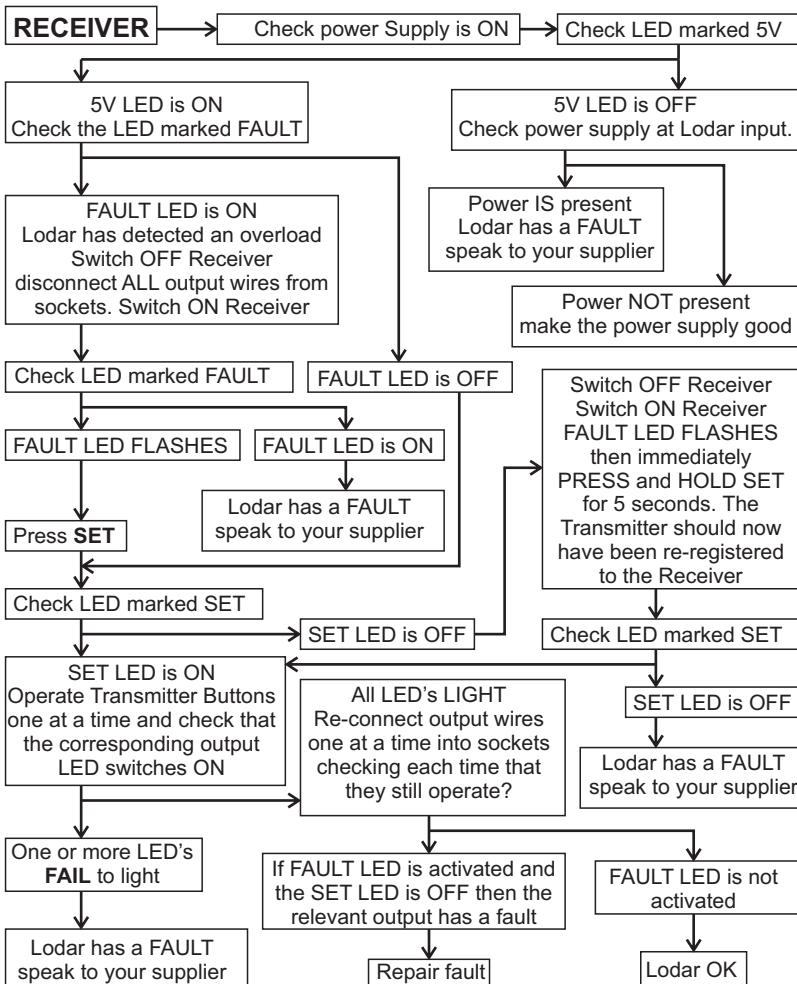 RECEIVER
Check power Supply is ON
Check LED marked 5V
5V LED is ON
Check the LED marked FAULT
5V LED is OFF
Check power supply at Lodar input.
FAULT LED is ON
Lodar has detected an overload
Switch OFF Receiver
disconnect ALL output wires from
sockets. Switch ON Receiver
Power IS present
Lodar has a FAULT
speak to your supplier
Power NOT present
make the power supply good
Check LED marked FAULT
FAULT LED is OFF
FAULT LED FLASHES
FAULT LED is ON
Lodar has a FAULT
speak to your supplier
Press SET
Switch OFF Receiver
Switch ON Receiver
FAULT LED FLASHES
then immediately
PRESS and HOLD SET
for 5 seconds. The
Transmitter should now
have been re-registered
to the Receiver
Check LED marked SET
SET LED is OFF
Check LED marked SET
SET LED is ON
Operate Transmitter Buttons
one at a time and check that
the corresponding output
LED switches ON
All LED's LIGHT
Re-connect output wires
one at a time into sockets
checking each time that
they still operate?
SET LED is OFF
Lodar has a FAULT
speak to your supplier
One or more LED's
FAIL to light
If FAULT LED is activated and
the SET LED is OFF then the
relevant output has a fault
FAULT LED is not
activated
Lodar has a FAULT
speak to your supplier
Repair fault
Lodar OK